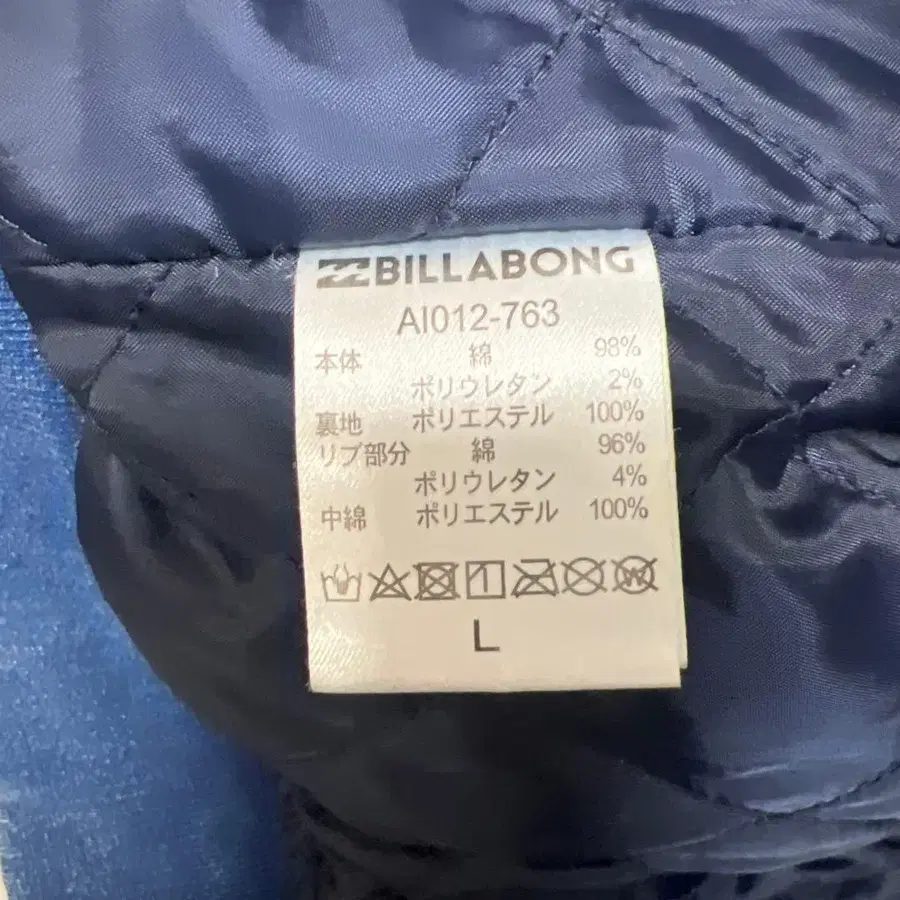 BILLABONG
AI012-763
本体 綿 98%
ポリウレタン 2%
裏地 ポリエステル 100%
リブ部分 綿 96%
ポリウレタン 4%
中綿 ポリエステル 100%
W
L